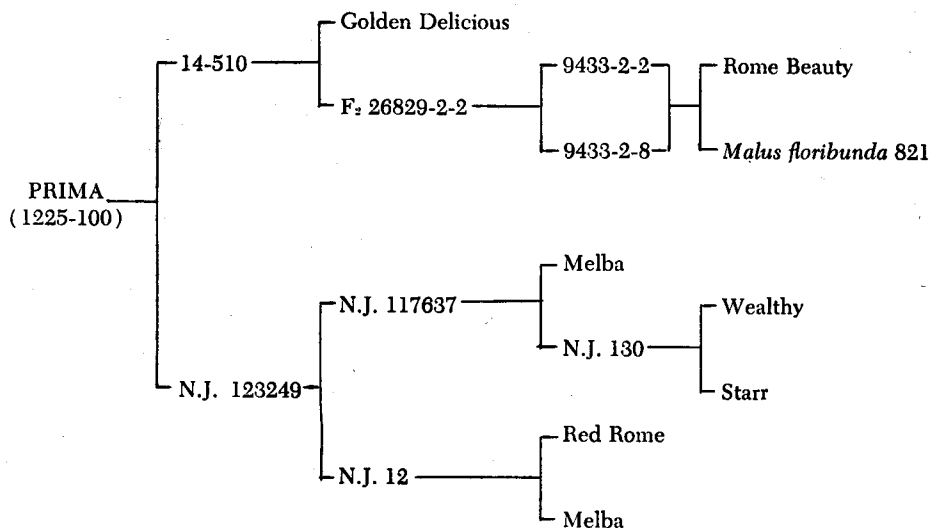 Golden Delicious
14-510
9433-2-2
Rome Beauty
F₂ 26829-2-2
9433-2-8
Malus floribunda 821
PRIMA
(1225-100)
Melba
N.J. 117637
Wealthy
N.J. 130
N.J. 123249
Starr
Red Rome
N.J. 12
Melba